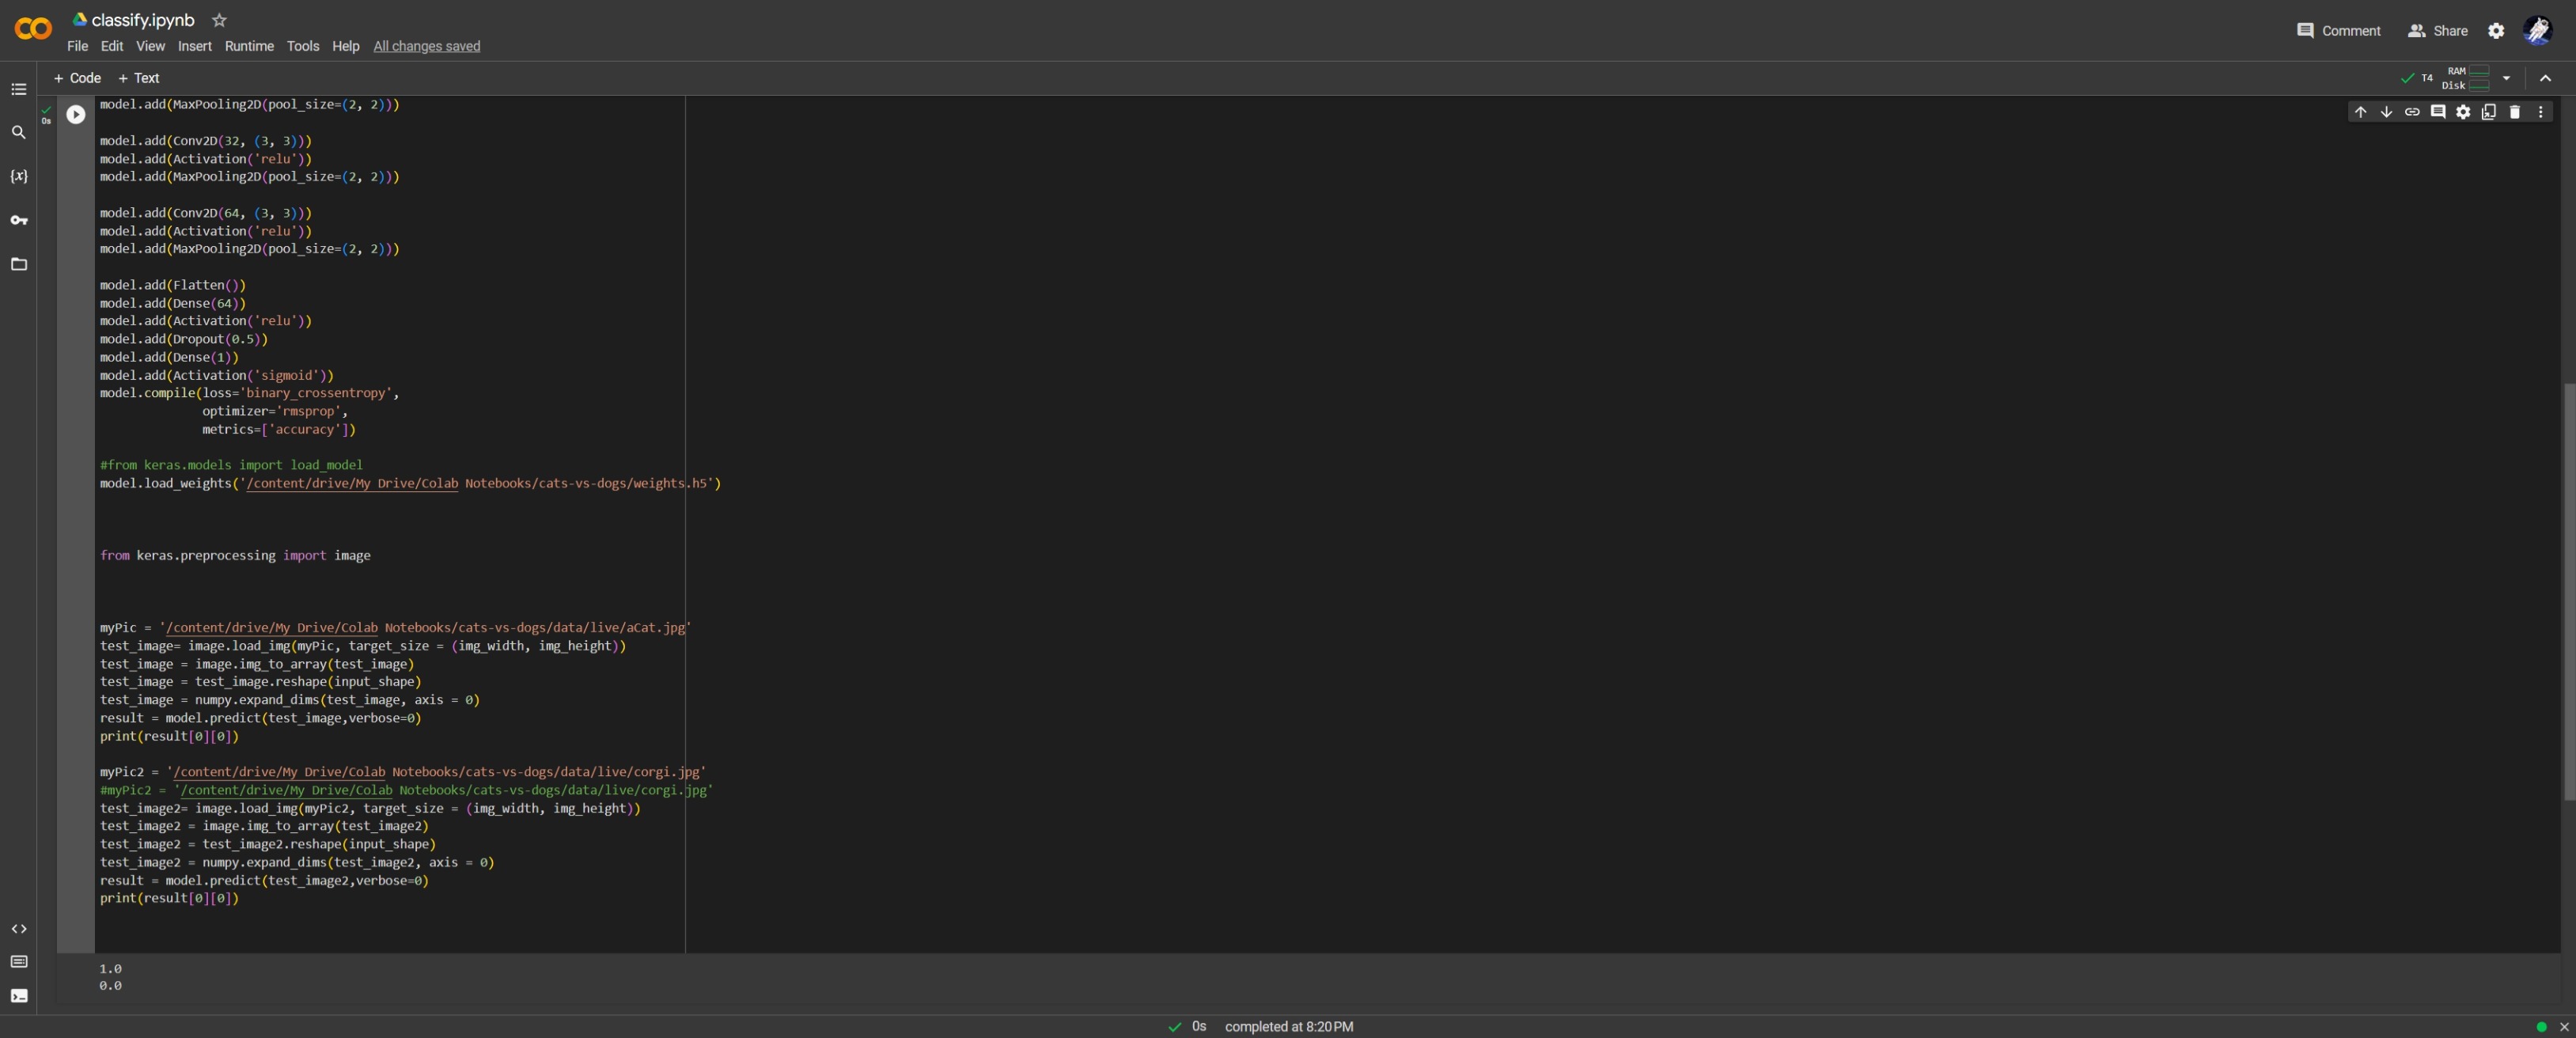 classify.ipynb
File Edit View Insert Runtime Tools Help All changes saved
Comment Share
+ Code + Text
T4 RAM Disk
0s
model.add(MaxPooling2D(pool_size=(2, 2)))
model.add(Conv2D(32, (3, 3)))
model.add(Activation('relu'))
model.add(MaxPooling2D(pool_size=(2, 2)))
model.add(Conv2D(64, (3, 3)))
model.add(Activation('relu'))
model.add(MaxPooling2D(pool_size=(2, 2)))
model.add(Flatten())
model.add(Dense(64))
model.add(Activation('relu'))
model.add(Dropout(0.5))
model.add(Dense(1))
model.add(Activation('sigmoid'))
model.compile(loss='binary_crossentropy',
optimizer='rmsprop',
metrics=['accuracy'])
#from keras.models import load_model
model.load_weights('/content/drive/My Drive/Colab Notebooks/cats-vs-dogs/weights.h5')
from keras.preprocessing import image
myPic = '/content/drive/My Drive/Colab Notebooks/cats-vs-dogs/data/live/aCat.jpg'
test_image= image.load_img(myPic, target_size = (img_width, img_height))
test_image = image.img_to_array(test_image)
test_image = test_image.reshape(input_shape)
test_image = numpy.expand_dims(test_image, axis = 0)
result = model.predict(test_image,verbose=0)
print(result[0][0])
myPic2 = '/content/drive/My Drive/Colab Notebooks/cats-vs-dogs/data/live/corgi.jpg'
#myPic2 = '/content/drive/My Drive/Colab Notebooks/cats-vs-dogs/data/live/corgi.jpg'
test_image2= image.load_img(myPic2, target_size = (img_width, img_height))
test_image2 = image.img_to_array(test_image2)
test_image2 = test_image2.reshape(input_shape)
test_image2 = numpy.expand_dims(test_image2, axis = 0)
result = model.predict(test_image2,verbose=0)
print(result[0][0])
1.0
0.0
0s completed at 8:20 PM